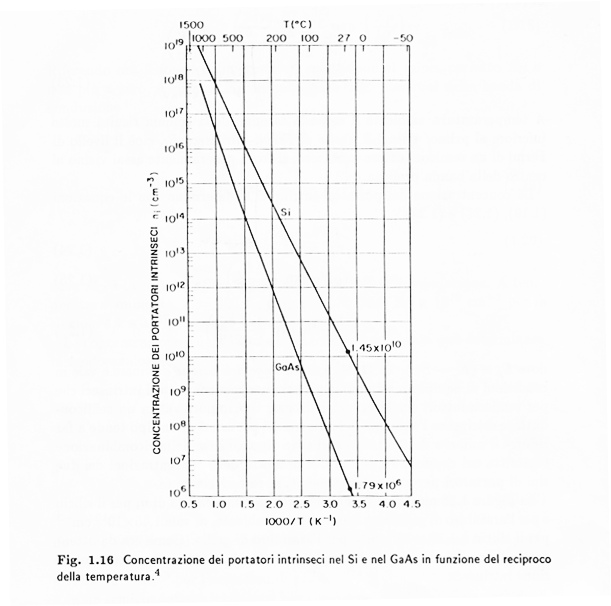 1500
T(°C)
1000 500 200 100 27 0 -50
10¹⁹
10¹⁸
10¹⁷
10¹⁶
10¹⁵
10¹⁴
10¹³
10¹²
10¹¹
10¹⁰
10⁹
10⁸
10⁷
10⁶
CONCENTRAZIONE DEI PORTATORI INTRINSECI nᵢ (cm⁻³)
Si
1.45x10¹⁰
GaAs
1.79x10⁶
0.5 1.0 1.5 2.0 2.5 3.0 3.5 4.0 4.5
1000/T (K⁻¹)
Fig. 1.16 Concentrazione dei portatori intrinseci nel Si e nel GaAs in funzione del reciproco
della temperatura.⁴